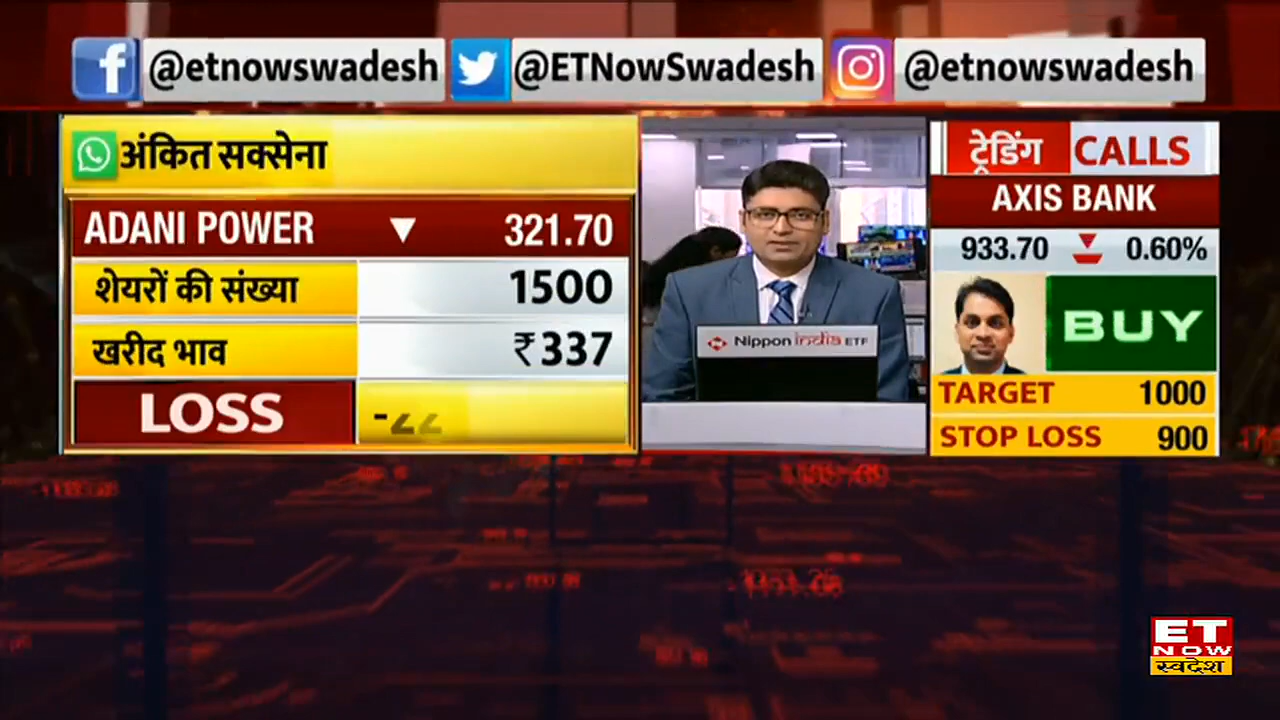 @etnowswadesh
@ETNowSwadesh
@etnowswadesh
अंकित सक्सेना
ADANI POWER ▼ 321.70
शेयरों की संख्या 1500
खरीद भाव ₹337
LOSS
Nippon india ETF
ट्रेडिंग CALLS
AXIS BANK
933.70 0.60%
BUY
TARGET 1000
STOP LOSS 900
ET
NOW
स्वदेश